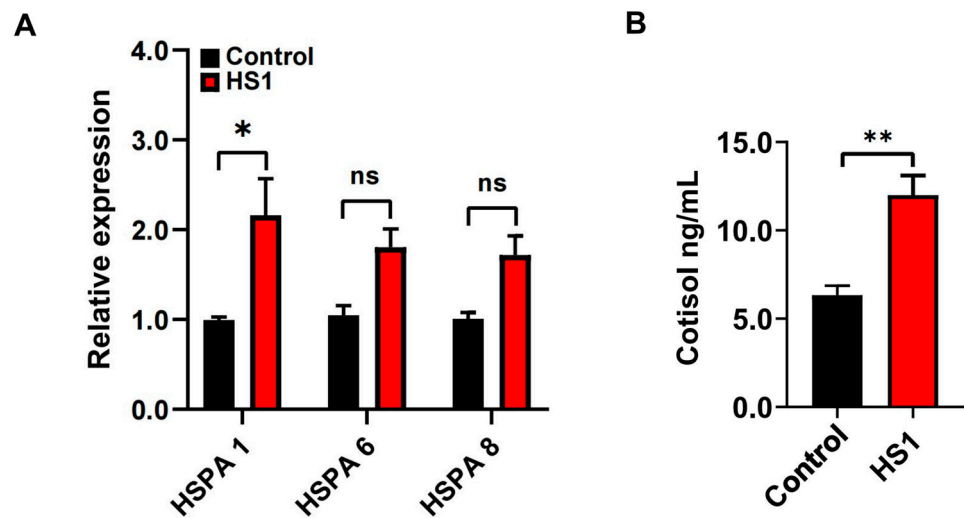 A
4.0
3.0
2.0
1.0
0.0
Relative expression
Control
HS1
*
ns
ns
HSPA 1
HSPA 6
HSPA 8
B
15.0
10.0
5.0
0.0
Cotisol ng/mL
**
Control
HS1